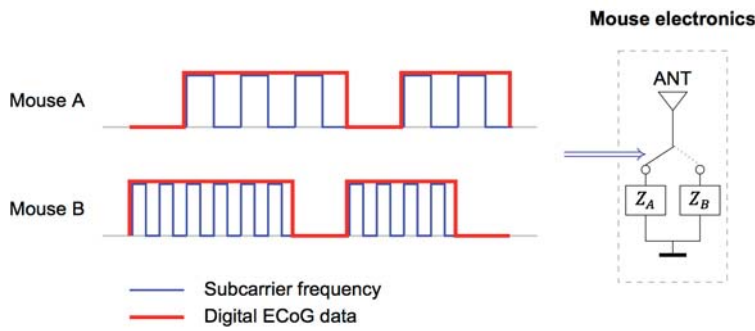 Mouse electronics
Mouse A
ANT
Mouse B
Z_A Z_B
Subcarrier frequency
Digital ECoG data